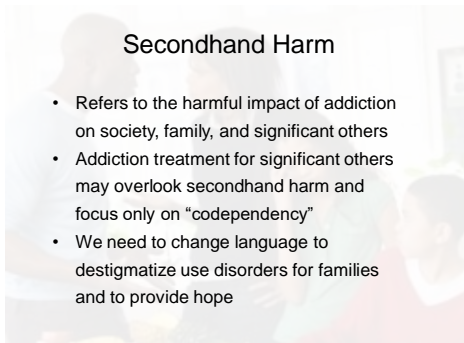 Secondhand Harm
• Refers to the harmful impact of addiction
on society, family, and significant others
• Addiction treatment for significant others
may overlook secondhand harm and
focus only on “codependency”
• We need to change language to
destigmatize use disorders for families
and to provide hope